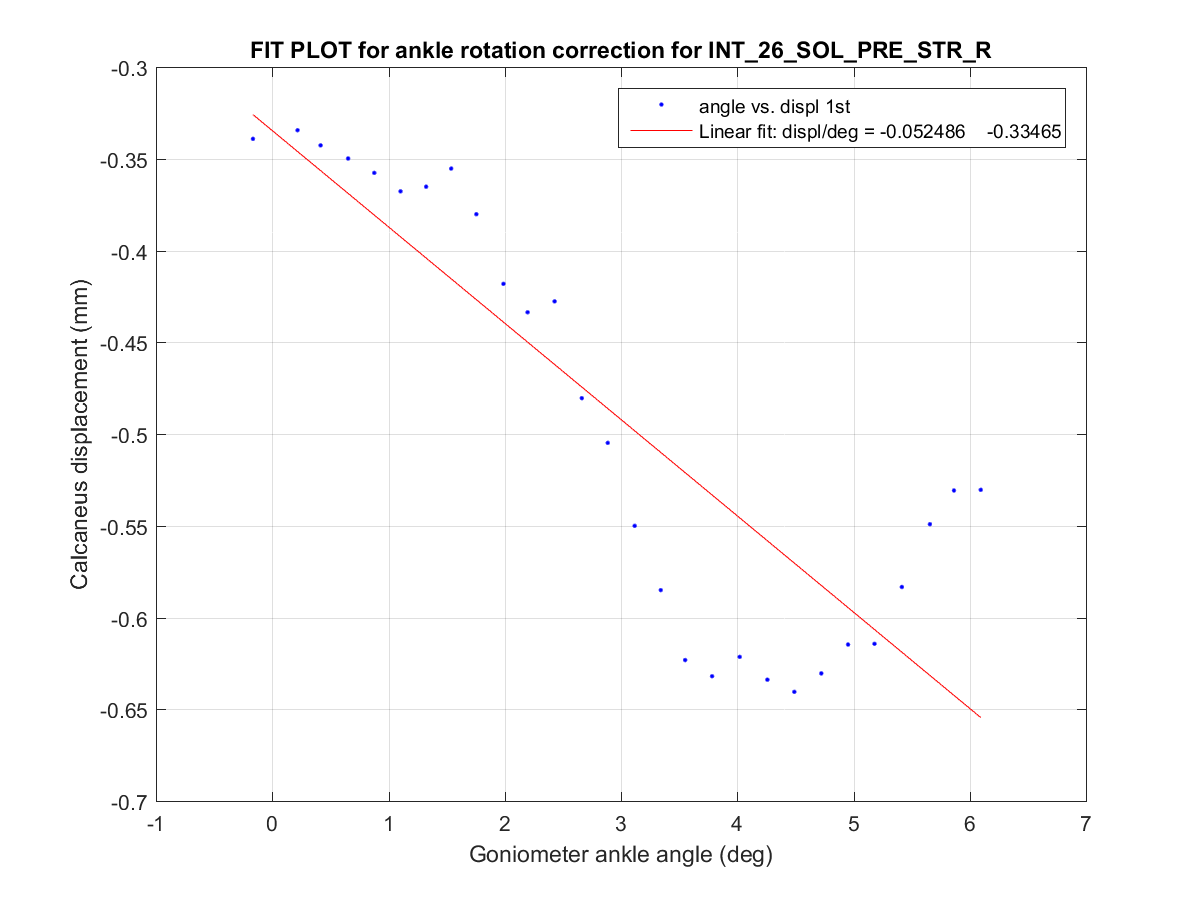 FIT PLOT for ankle rotation correction for INT_26_SOL_PRE_STR_R
angle vs. displ 1st
Linear fit: displ/deg = -0.052486 -0.33465
-0.3
-0.35
-0.4
-0.45
-0.5
-0.55
-0.6
-0.65
-0.7
Calcaneus displacement (mm)
-1 0 1 2 3 4 5 6 7
Goniometer ankle angle (deg)